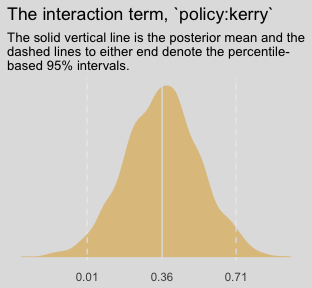 The interaction term, `policy:kerry`
The solid vertical line is the posterior mean and the
dashed lines to either end denote the percentile-
based 95% intervals.
0.01 0.36 0.71